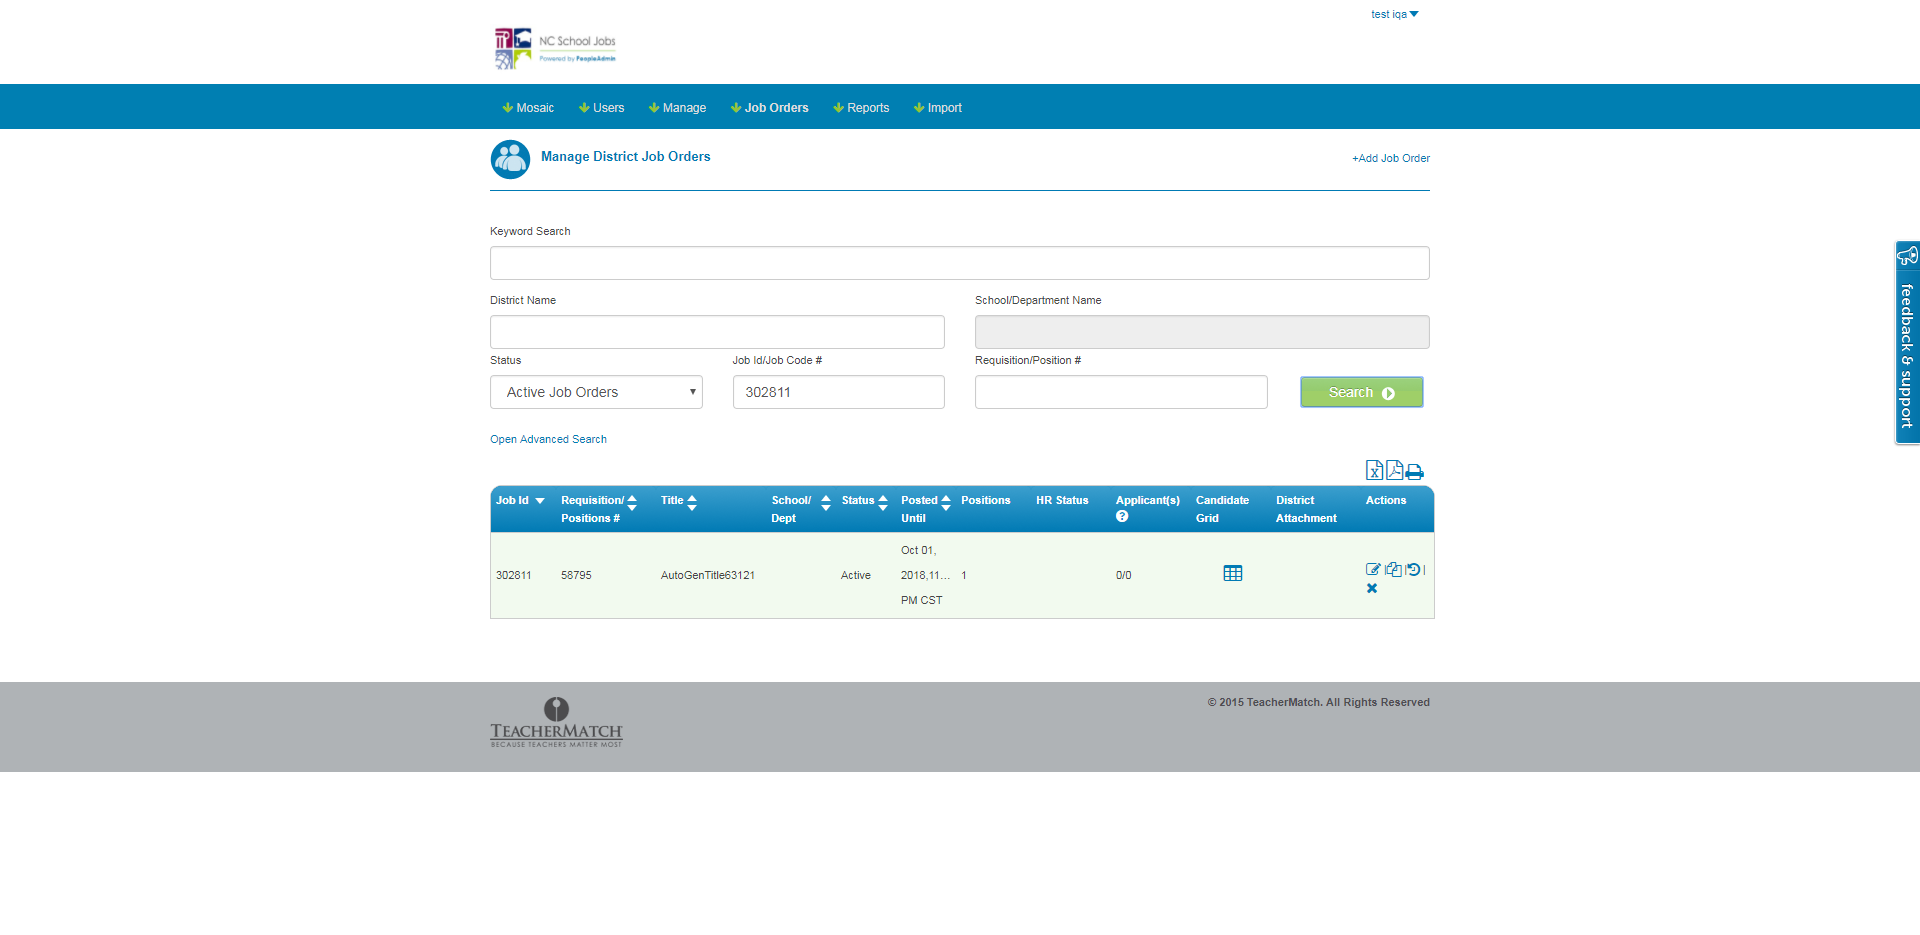 test iqa
NC School Jobs
Powered by PeopleAdmin
Mosaic Users Manage Job Orders Reports Import
Manage District Job Orders
+Add Job Order
Keyword Search
District Name School/Department Name
Status Job Id/Job Code # Requisition/Position #
Active Job Orders 302811 Search
Open Advanced Search
feedback & support
Job Id Requisition/ Title School/ Status Posted Positions HR Status Applicant(s) Candidate District Actions
Positions # Dept Until ? Grid Attachment
Oct 01,
302811 58795 AutoGenTitle63121 Active 2018,11... 1 0/0
PM CST
© 2015 TeacherMatch. All Rights Reserved
TEACHERMATCH
BECAUSE TEACHERS MATTER MOST